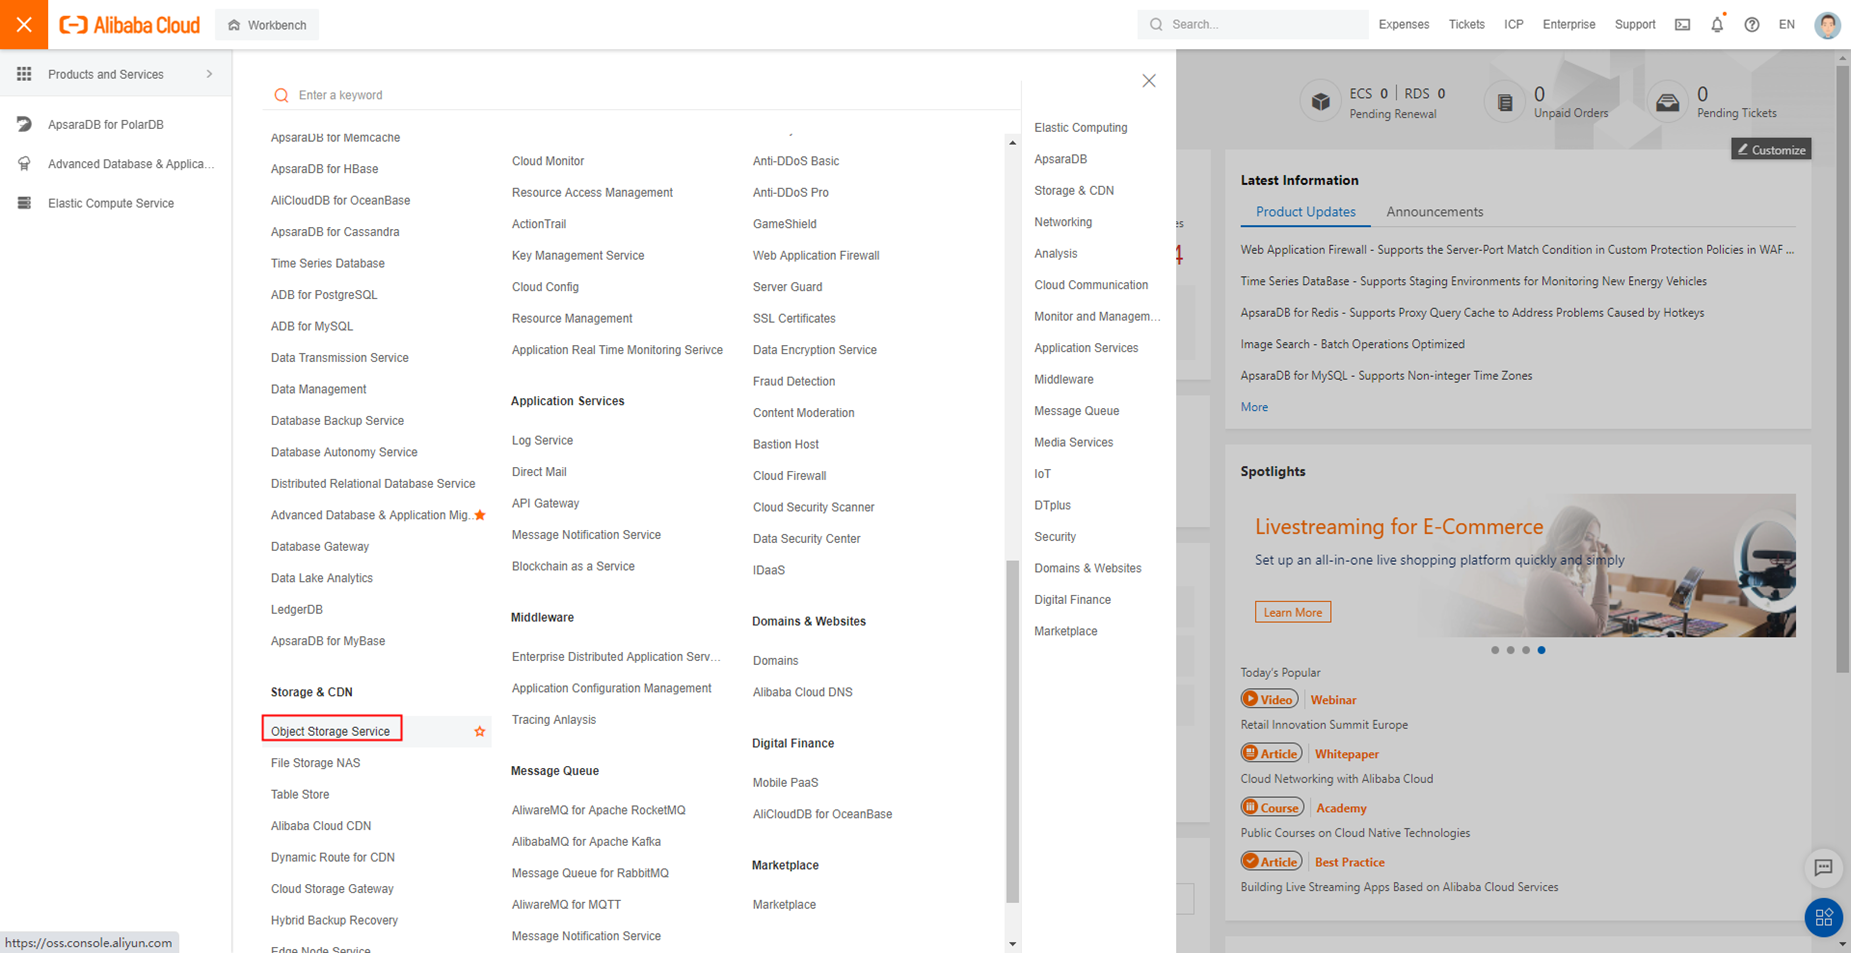 Alibaba Cloud
Workbench
Search...
Expenses
Tickets
ICP
Enterprise
Support
EN
Products and Services
ApsaraDB for PolarDB
Advanced Database & Applica...
Elastic Compute Service
Enter a keyword
ApsaraDB for Memcache
ApsaraDB for HBase
AliCloudDB for OceanBase
ApsaraDB for Cassandra
Time Series Database
ADB for PostgreSQL
ADB for MySQL
Data Transmission Service
Data Management
Database Backup Service
Database Autonomy Service
Distributed Relational Database Service
Advanced Database & Application Mig...
Database Gateway
Data Lake Analytics
LedgerDB
ApsaraDB for MyBase
Storage & CDN
Object Storage Service
File Storage NAS
Table Store
Alibaba Cloud CDN
Dynamic Route for CDN
Cloud Storage Gateway
Hybrid Backup Recovery
Edge Node Service
Cloud Monitor
Resource Access Management
ActionTrail
Key Management Service
Cloud Config
Resource Management
Application Real Time Monitoring Serivce
Application Services
Log Service
Direct Mail
API Gateway
Message Notification Service
Blockchain as a Service
Middleware
Enterprise Distributed Application Serv...
Application Configuration Management
Tracing Anlaysis
Message Queue
AliwareMQ for Apache RocketMQ
AlibabaMQ for Apache Kafka
Message Queue for RabbitMQ
AliwareMQ for MQTT
Message Notification Service
Anti-DDoS Basic
Anti-DDoS Pro
GameShield
Web Application Firewall
Server Guard
SSL Certificates
Data Encryption Service
Fraud Detection
Content Moderation
Bastion Host
Cloud Firewall
Cloud Security Scanner
Data Security Center
IDaaS
Domains & Websites
Domains
Alibaba Cloud DNS
Digital Finance
Mobile PaaS
AliCloudDB for OceanBase
Marketplace
Marketplace
Elastic Computing
ApsaraDB
Storage & CDN
Networking
Analysis
Cloud Communication
Monitor and Managem...
Application Services
Middleware
Message Queue
Media Services
IoT
DTplus
Security
Domains & Websites
Digital Finance
Marketplace
es
4
ECS 0 | RDS 0
Pending Renewal
0
Unpaid Orders
0
Pending Tickets
Customize
Latest Information
Product Updates
Announcements
Web Application Firewall - Supports the Server-Port Match Condition in Custom Protection Policies in WAF ...
Time Series DataBase - Supports Staging Environments for Monitoring New Energy Vehicles
ApsaraDB for Redis - Supports Proxy Query Cache to Address Problems Caused by Hotkeys
Image Search - Batch Operations Optimized
ApsaraDB for MySQL - Supports Non-integer Time Zones
More
Spotlights
Livestreaming for E-Commerce
Set up an all-in-one live shopping platform quickly and simply
Learn More
Today's Popular
Video | Webinar
Retail Innovation Summit Europe
Article | Whitepaper
Cloud Networking with Alibaba Cloud
Course | Academy
Public Courses on Cloud Native Technologies
Article | Best Practice
Building Live Streaming Apps Based on Alibaba Cloud Services
https://oss.console.aliyun.com